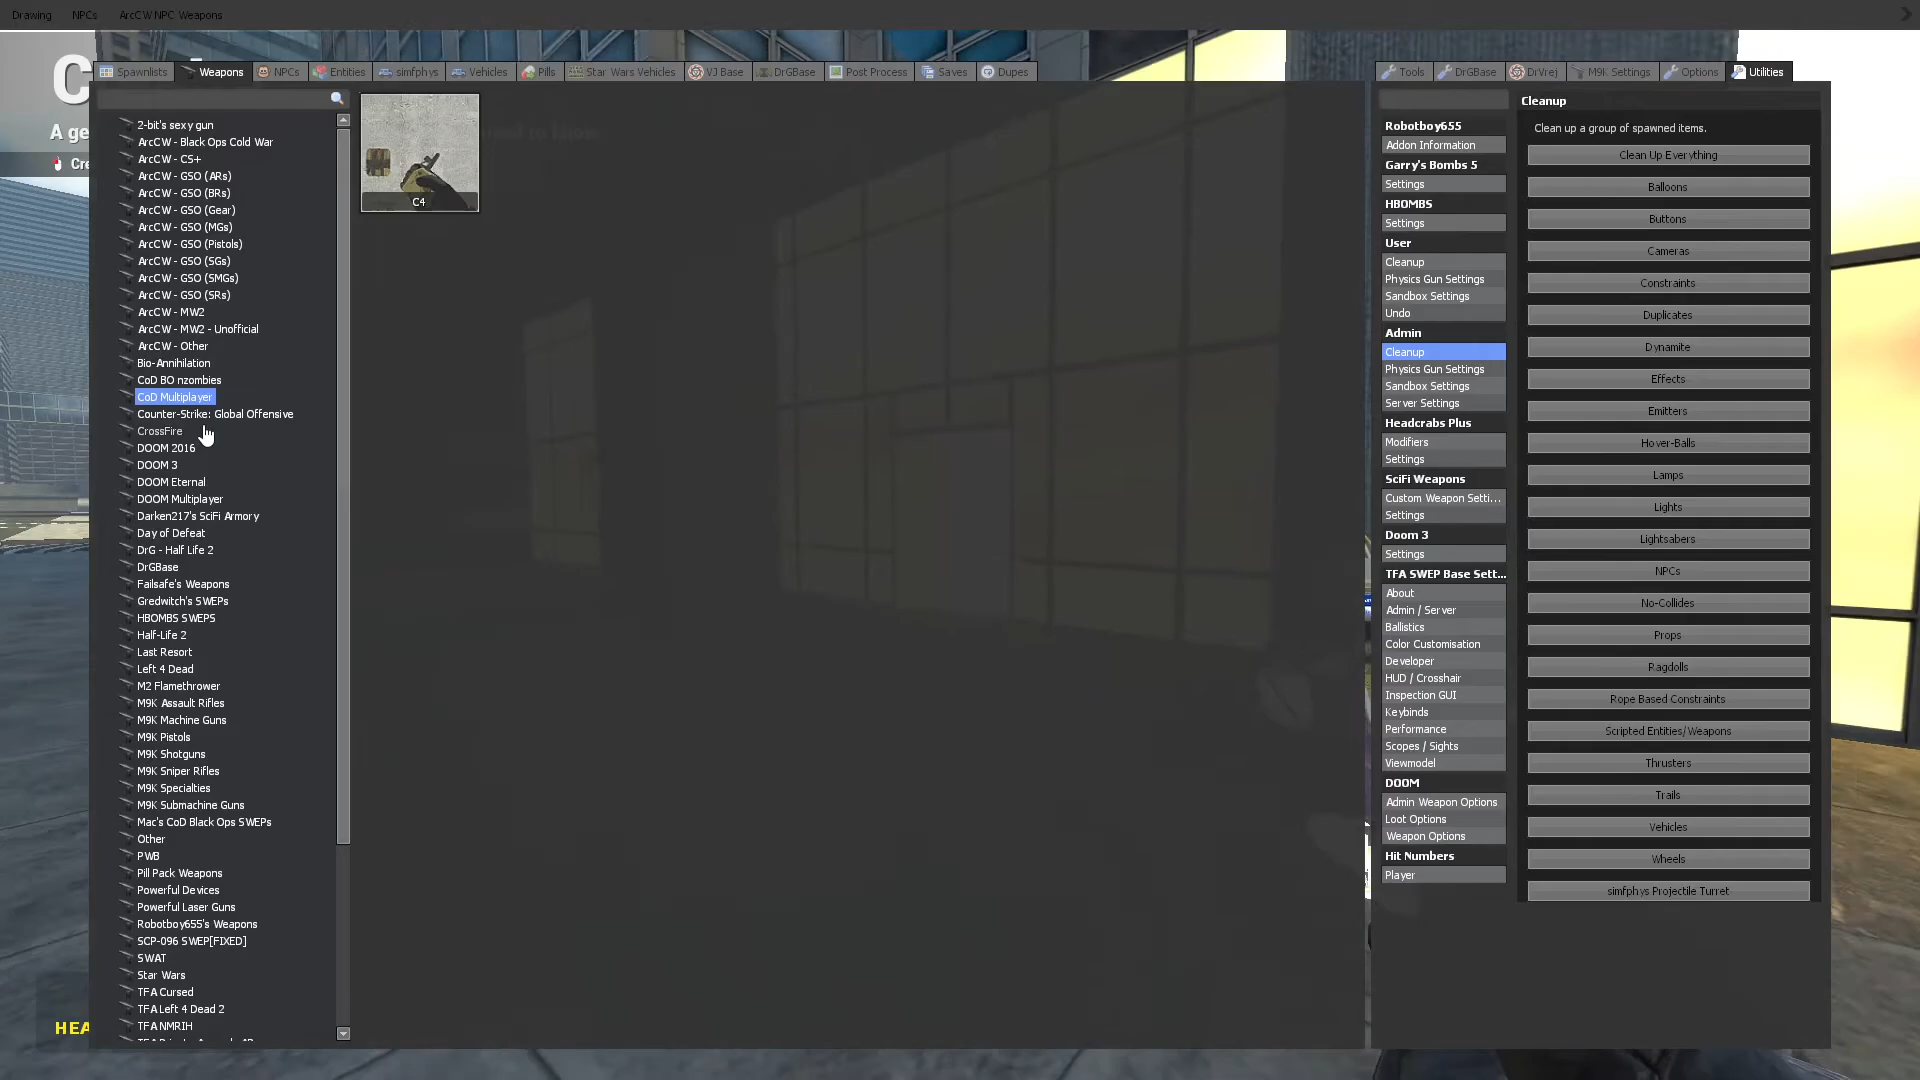 Drawing NPCs ArcCW NPC Weapons
Spawnlists Weapons NPCs Entities simfphys Vehicles Pills Star Wars Vehicles VJ Base DrGBase Post Process Saves Dupes
Tools DrGBase DrVrej M9K Settings Options Utilities
C
A ge
Cre
need to know
HEA
2-bit's sexy gun
ArcCW - Black Ops Cold War
ArcCW - CS+
ArcCW - GSO (ARs)
ArcCW - GSO (BRs)
ArcCW - GSO (Gear)
ArcCW - GSO (MGs)
ArcCW - GSO (Pistols)
ArcCW - GSO (SGs)
ArcCW - GSO (SMGs)
ArcCW - GSO (SRs)
ArcCW - MW2
ArcCW - MW2 - Unofficial
ArcCW - Other
Bio-Annihilation
CoD BO nzombies
CoD Multiplayer
Counter-Strike: Global Offensive
CrossFire
DOOM 2016
DOOM 3
DOOM Eternal
DOOM Multiplayer
Darken217's SciFi Armory
Day of Defeat
DrG - Half Life 2
DrGBase
Failsafe's Weapons
Gredwitch's SWEPs
HBOMBS SWEPS
Half-Life 2
Last Resort
Left 4 Dead
M2 Flamethrower
M9K Assault Rifles
M9K Machine Guns
M9K Pistols
M9K Shotguns
M9K Sniper Rifles
M9K Specialties
M9K Submachine Guns
Mac's CoD Black Ops SWEPs
Other
PWB
Pill Pack Weapons
Powerful Devices
Powerful Laser Guns
Robotboy655's Weapons
SCP-096 SWEP[FIXED]
SWAT
Star Wars
TFA Cursed
TFA Left 4 Dead 2
TFA NMRIH
C4
Robotboy655
Addon Information
Garry's Bombs 5
Settings
HBOMBS
Settings
User
Cleanup
Physics Gun Settings
Sandbox Settings
Undo
Admin
Cleanup
Physics Gun Settings
Sandbox Settings
Server Settings
Headcrabs Plus
Modifiers
Settings
SciFi Weapons
Custom Weapon Setti...
Settings
Doom 3
Settings
TFA SWEP Base Sett...
About
Admin / Server
Ballistics
Color Customisation
Developer
HUD / Crosshair
Inspection GUI
Keybinds
Performance
Scopes / Sights
Viewmodel
DOOM
Admin Weapon Options
Loot Options
Weapon Options
Hit Numbers
Player
Cleanup
Clean up a group of spawned items.
Clean Up Everything
Balloons
Buttons
Cameras
Constraints
Duplicates
Dynamite
Effects
Emitters
Hover-Balls
Lamps
Lights
Lightsabers
NPCs
No-Collides
Props
Ragdolls
Rope Based Constraints
Scripted Entities/Weapons
Thrusters
Trails
Vehicles
Wheels
simfphys Projectile Turret